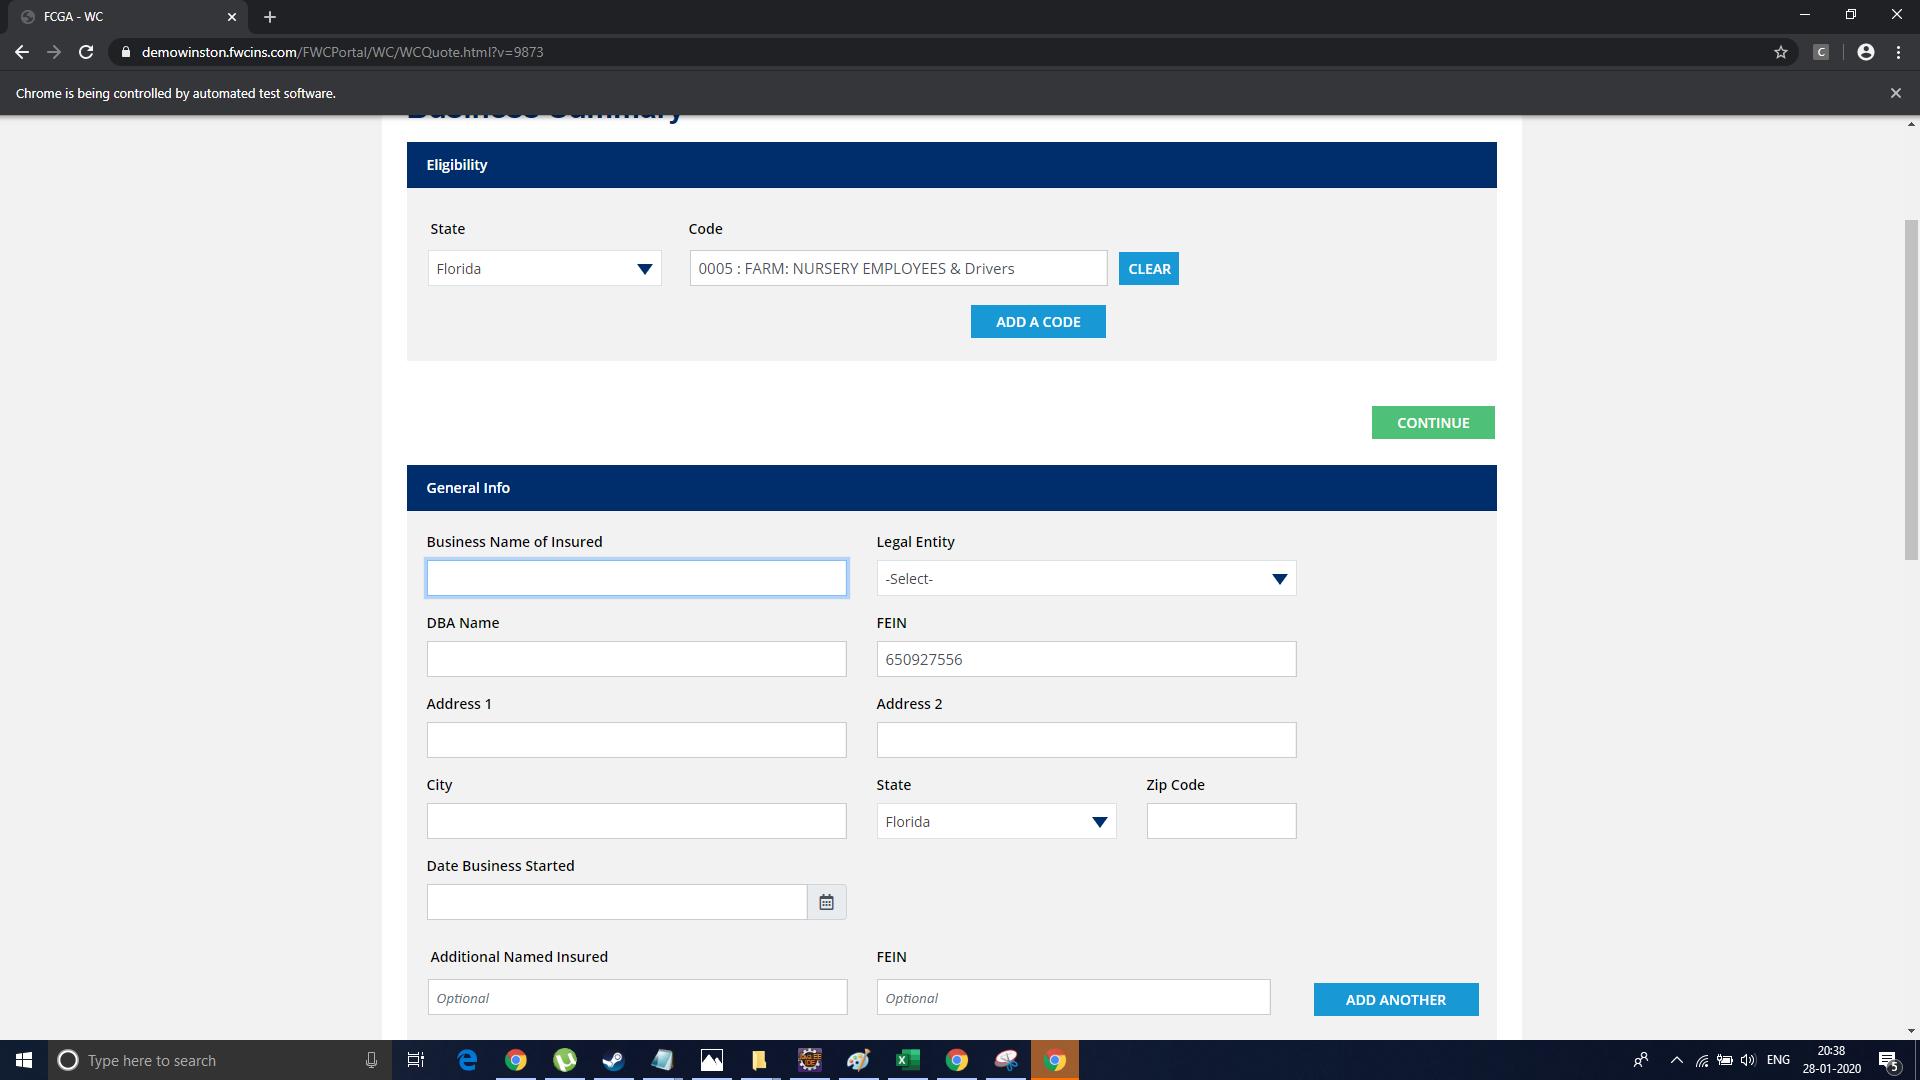 FCGA - WC
demowinston.fwcins.com/FWCPortal/WC/WCQuote.html?v=9873
C
Chrome is being controlled by automated test software.
Business Summary
Eligibility
State
Code
Florida
0005 : FARM: NURSERY EMPLOYEES & Drivers
CLEAR
ADD A CODE
CONTINUE
General Info
Business Name of Insured
Legal Entity
-Select-
DBA Name
FEIN
650927556
Address 1
Address 2
City
State
Zip Code
Florida
Date Business Started
Additional Named Insured
FEIN
Optional
Optional
ADD ANOTHER
Type here to search
ENG
20:38
28-01-2020
5